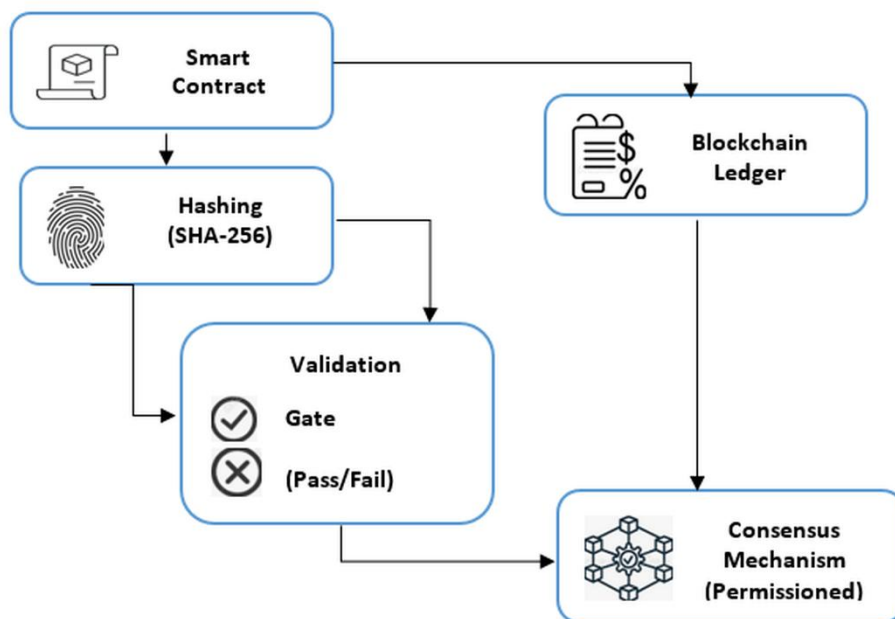 Smart
Contract
Blockchain
Ledger
$
%
Hashing
(SHA-256)
Validation
Gate
(Pass/Fail)
Consensus
Mechanism
(Permissioned)